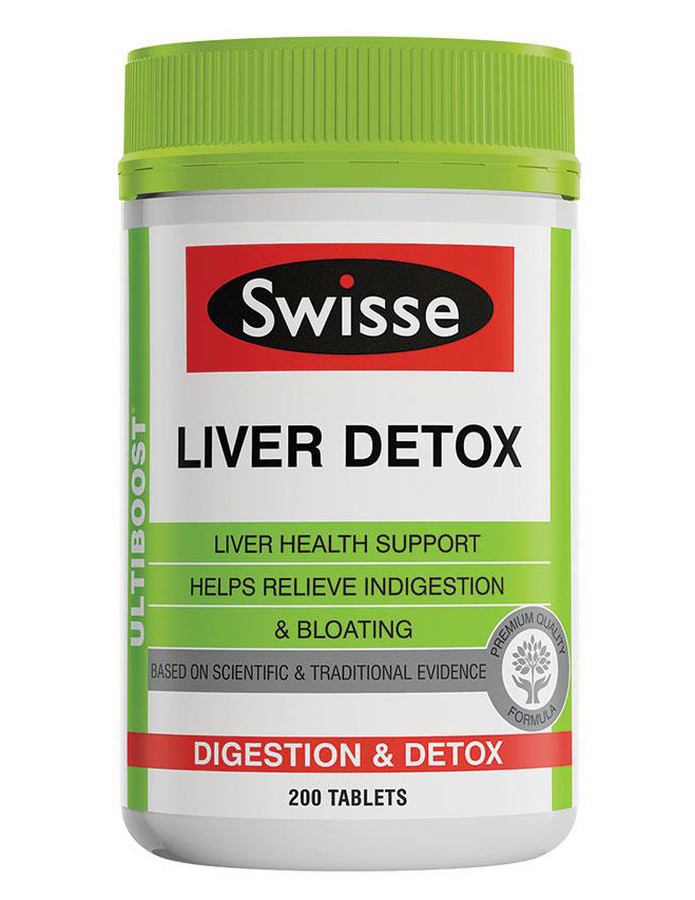 Swisse
LIVER DETOX
ULTIBOOST®
LIVER HEALTH SUPPORT
HELPS RELIEVE INDIGESTION
& BLOATING
BASED ON SCIENTIFIC & TRADITIONAL EVIDENCE
PREMIUM QUALITY
FORMULA
DIGESTION & DETOX
200 TABLETS